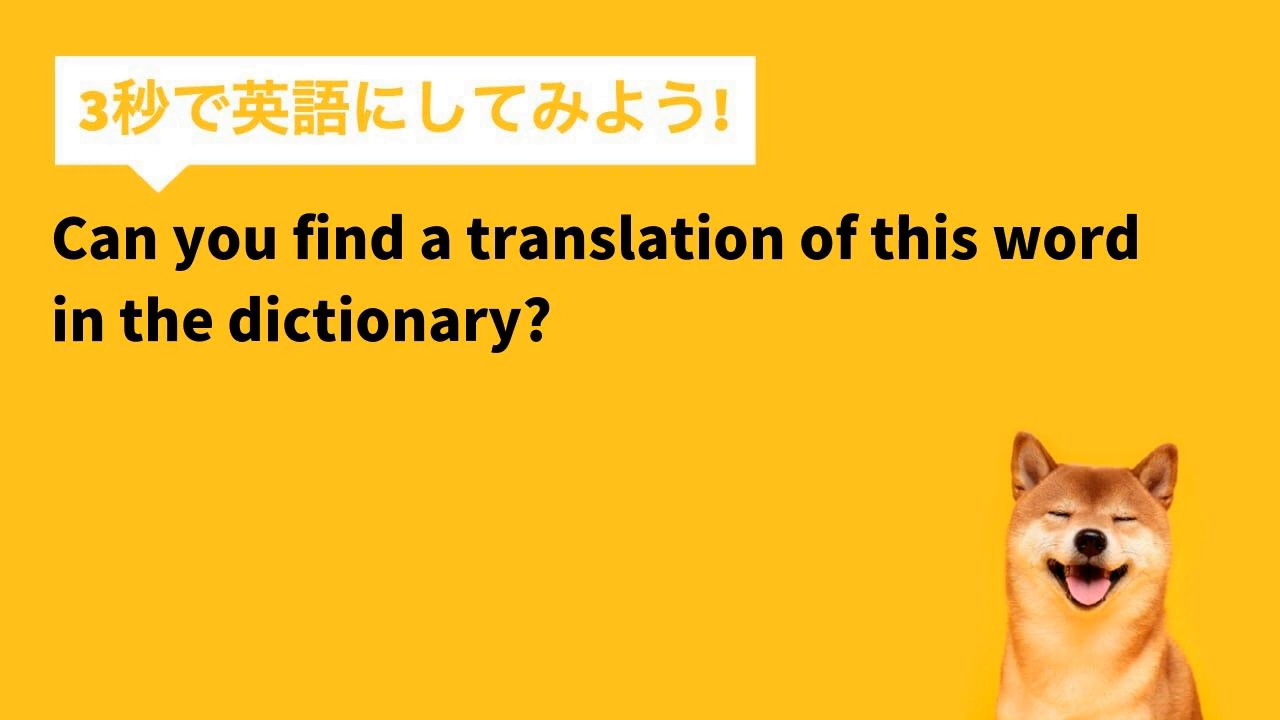 3秒で英語にしてみよう!
Can you find a translation of this word
in the dictionary?